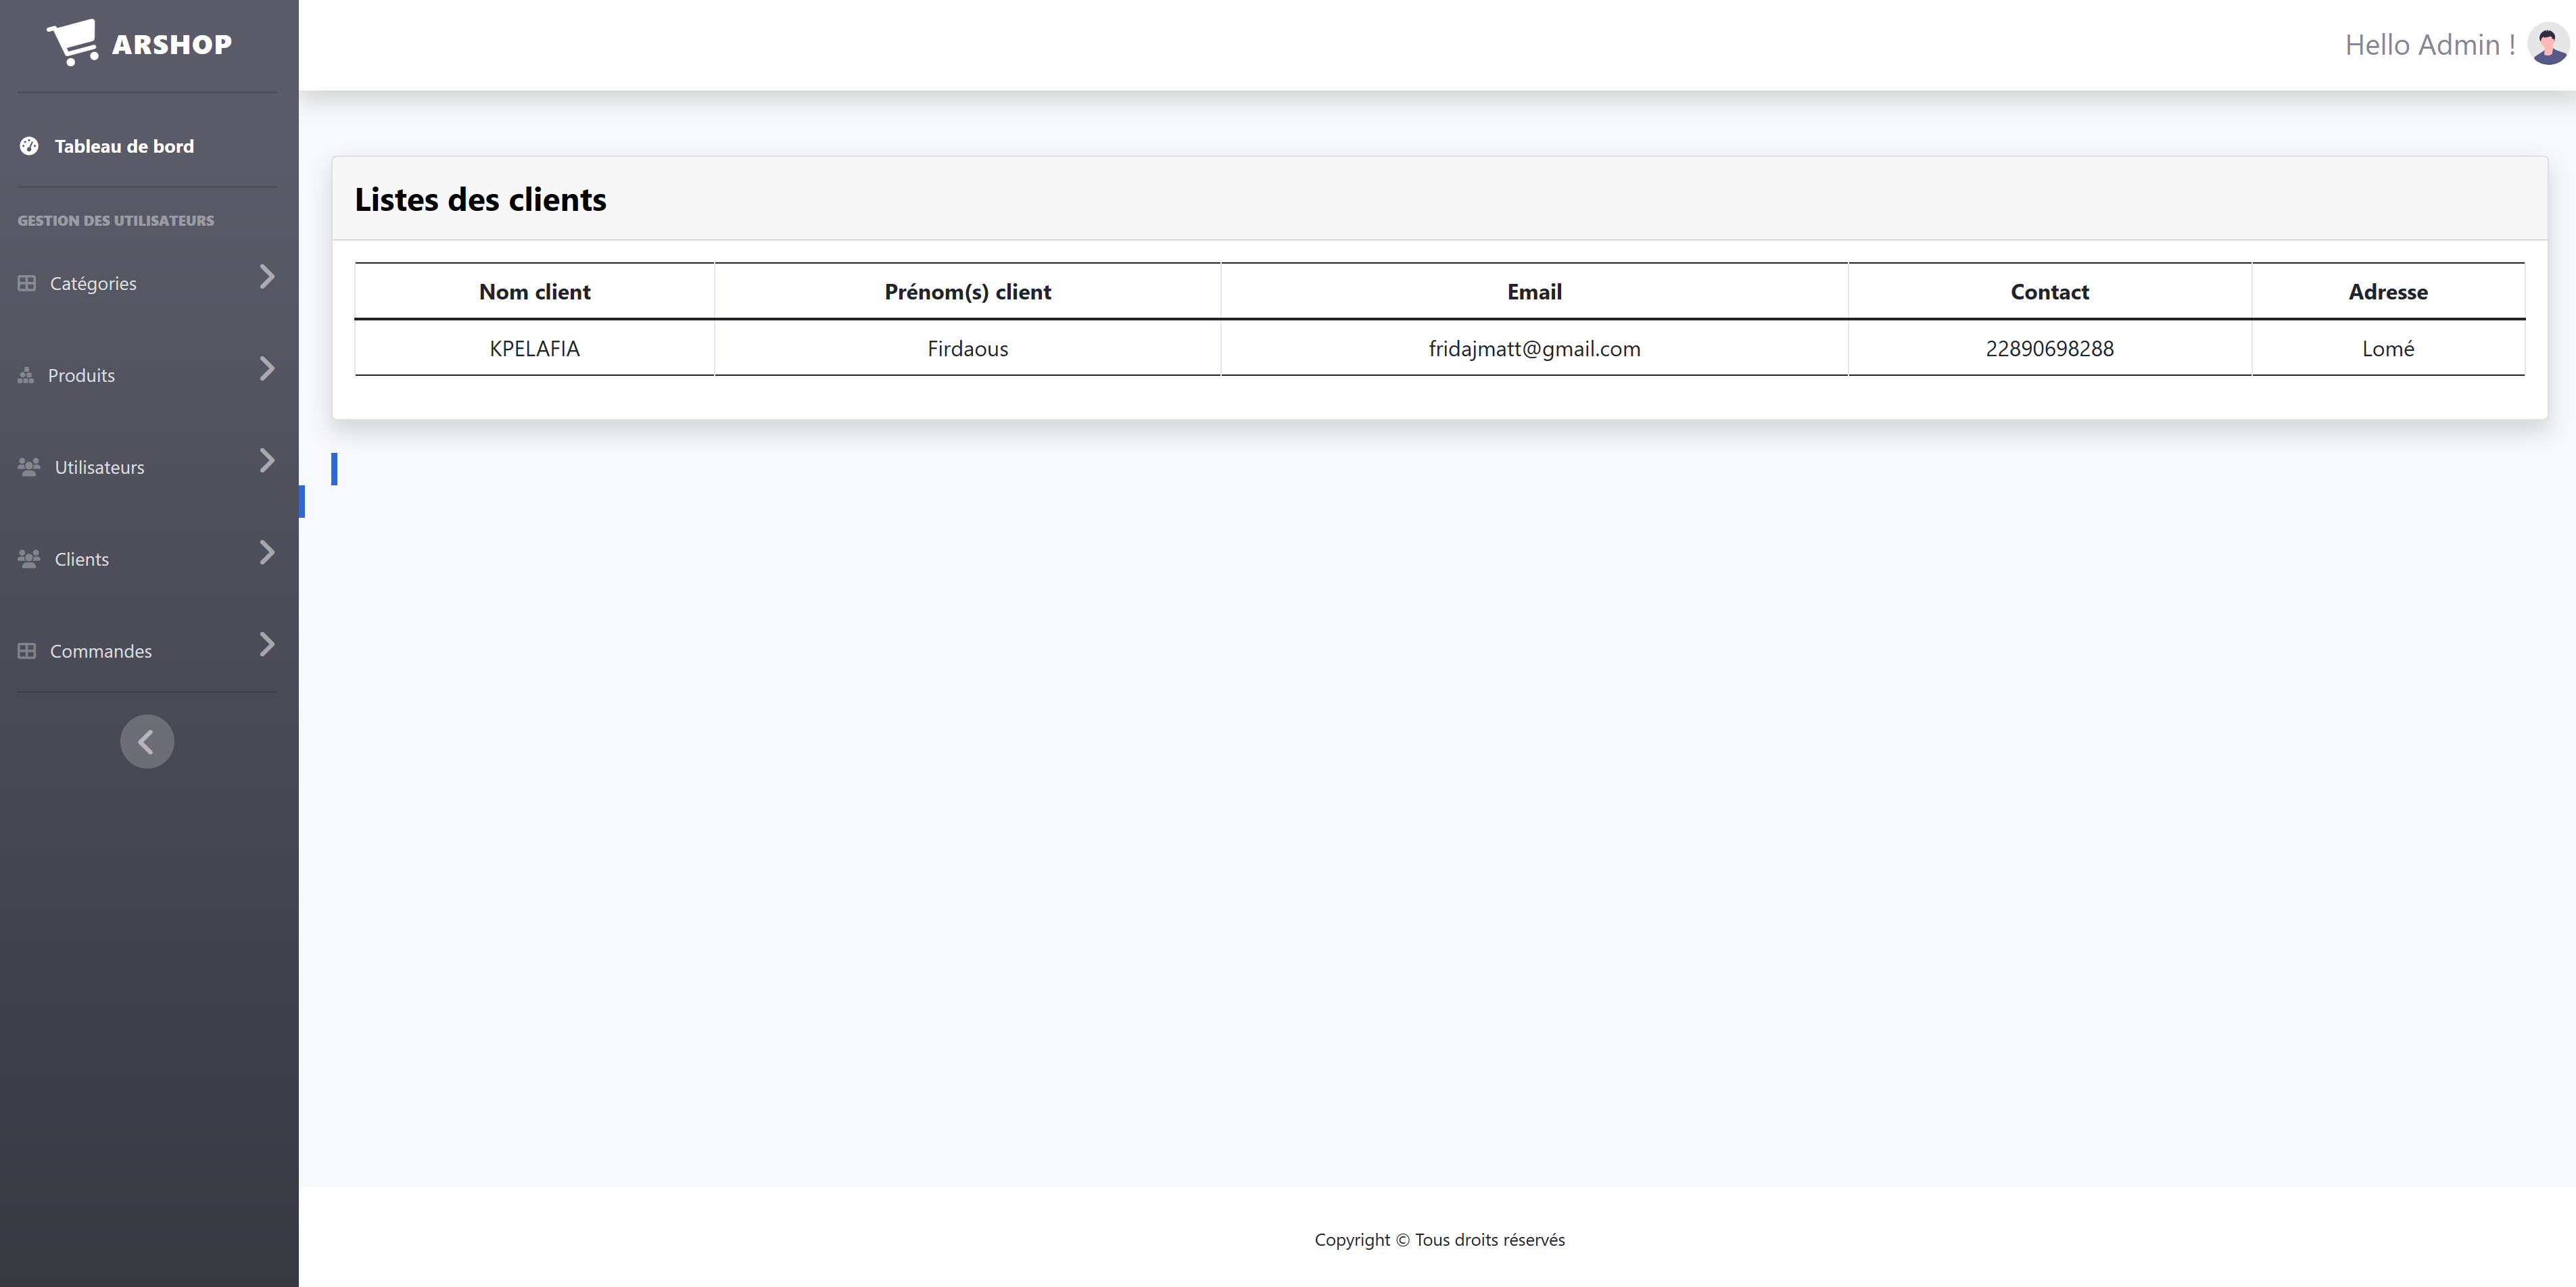 ARSHOP
Hello Admin !
Tableau de bord
GESTION DES UTILISATEURS
Catégories
Produits
Utilisateurs
Clients
Commandes
Listes des clients
Nom client Prénom(s) client Email Contact Adresse
KPELAFIA Firdaous fridajmatt@gmail.com 22890698288 Lomé
Copyright © Tous droits réservés